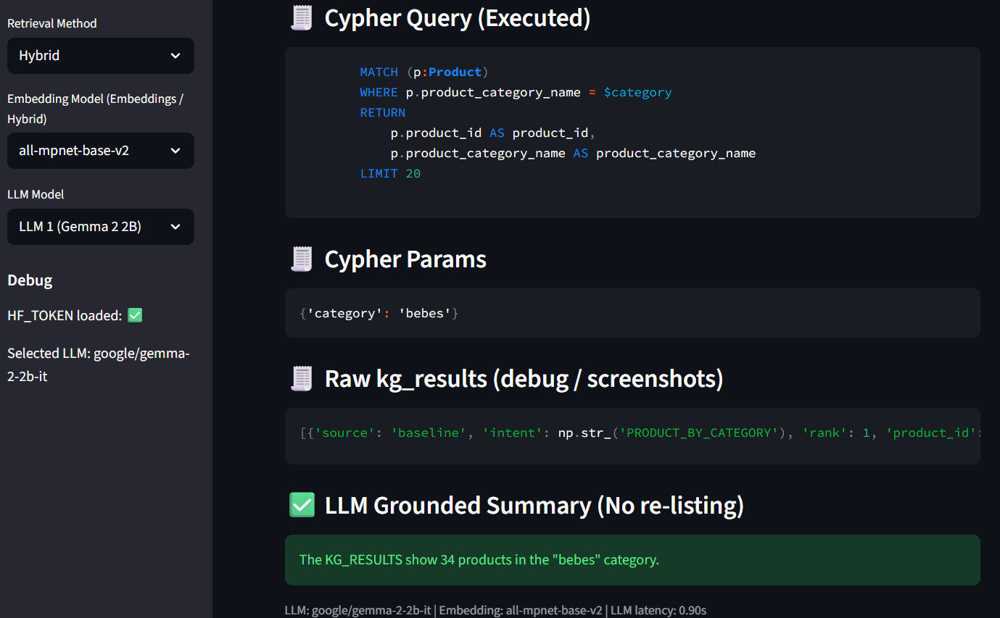 Retrieval Method
Hybrid
Embedding Model (Embeddings /
Hybrid)
all-mpnet-base-v2
LLM Model
LLM 1 (Gemma 2 2B)
Debug
HF_TOKEN loaded: ✅
Selected LLM: google/gemma-
2-2b-it
Cypher Query (Executed)
MATCH (p:Product)
WHERE p.product_category_name = $category
RETURN
    p.product_id AS product_id,
    p.product_category_name AS product_category_name
LIMIT 20
Cypher Params
{'category': 'bebes'}
Raw kg_results (debug / screenshots)
[{'source': 'baseline', 'intent': np.str_('PRODUCT_BY_CATEGORY'), 'rank': 1, 'product_id':
✅ LLM Grounded Summary (No re-listing)
The KG_RESULTS show 34 products in the "bebes" category.
LLM: google/gemma-2-2b-it | Embedding: all-mpnet-base-v2 | LLM latency: 0.90s